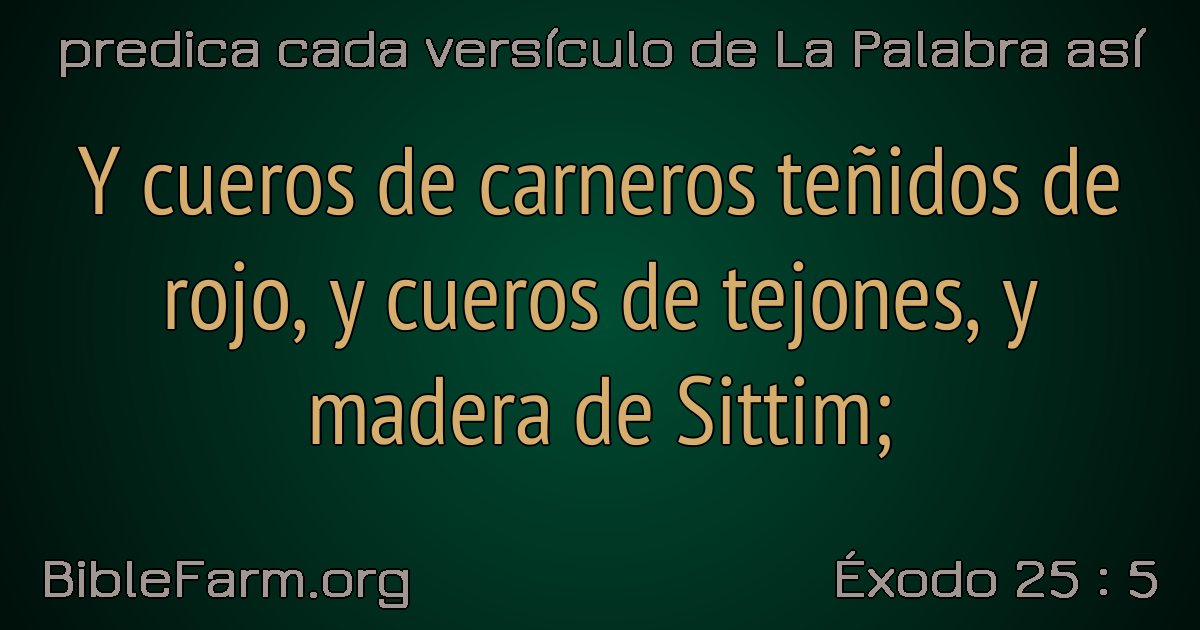 predica cada versículo de La Palabra así
Y cueros de carneros teñidos de
rojo, y cueros de tejones, y
madera de Sittim;
BibleFarm.org
Éxodo 25 : 5